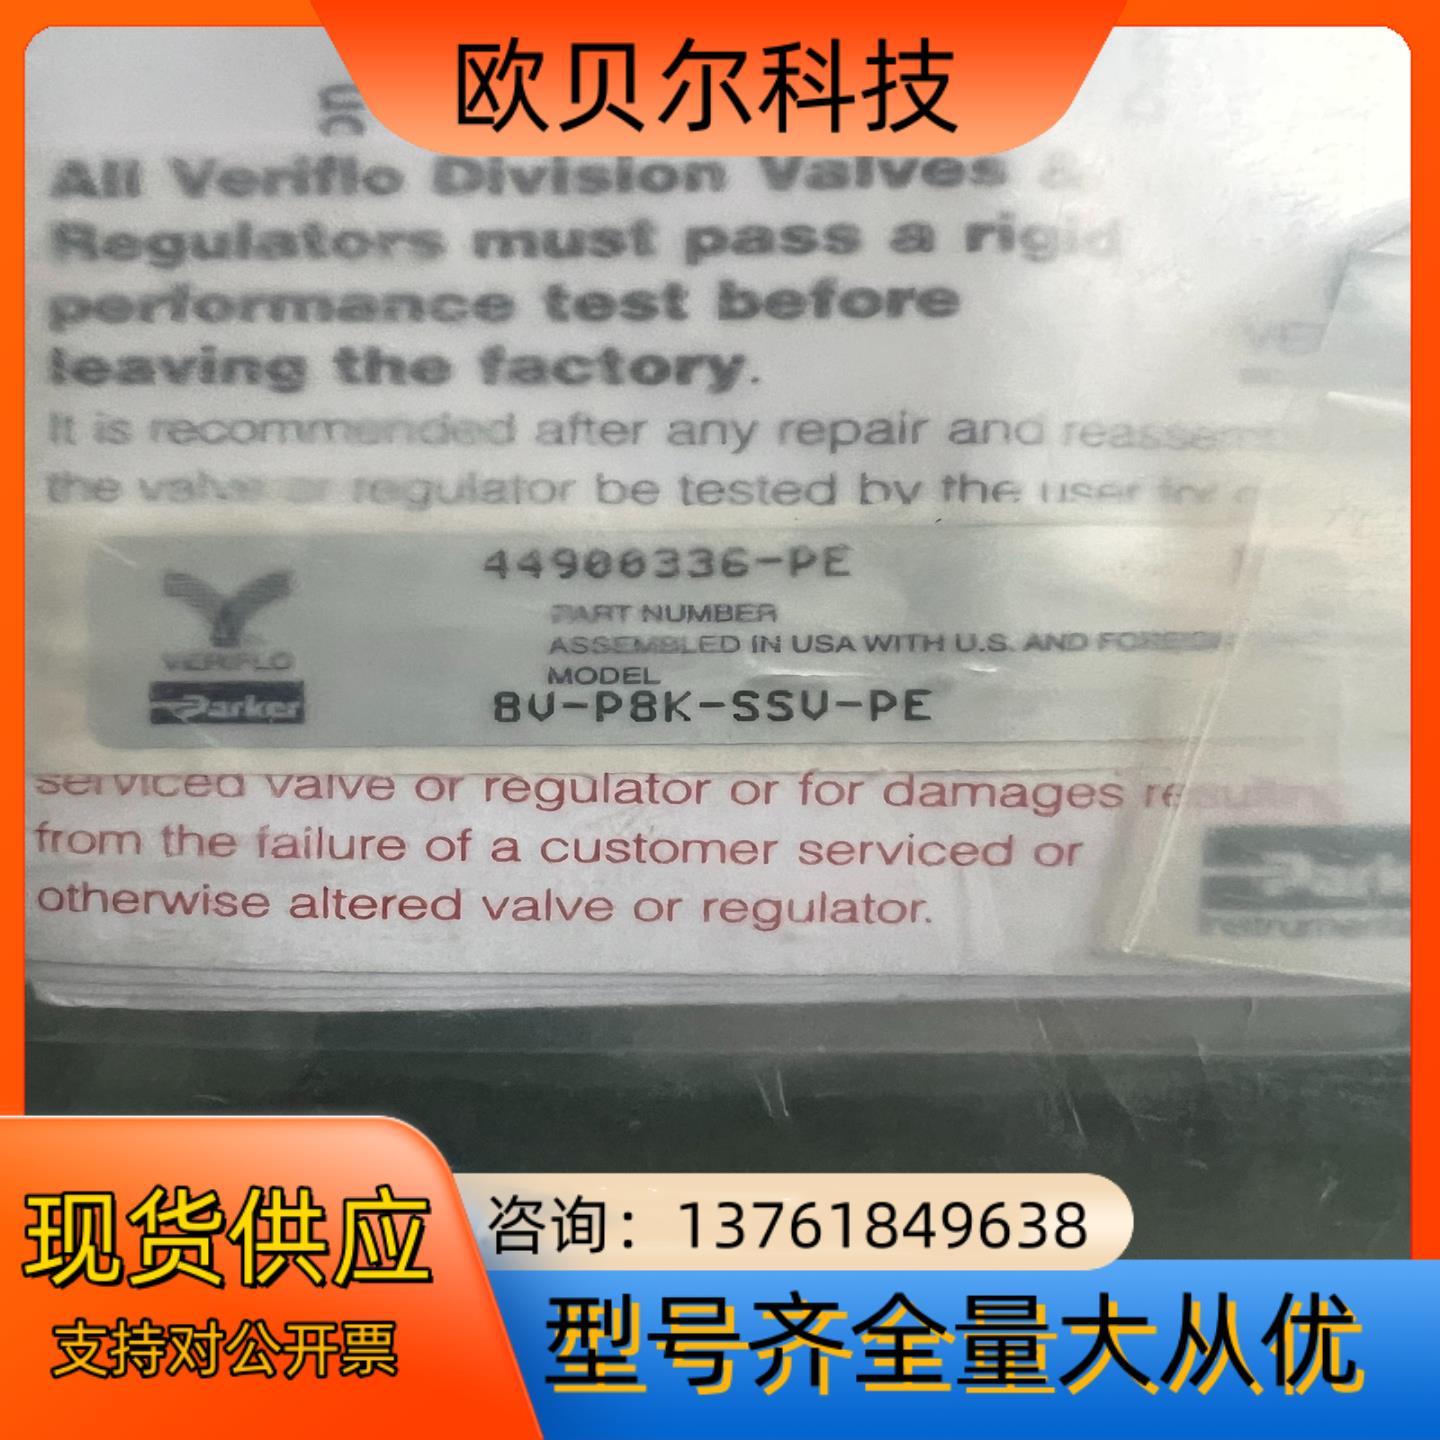 欧贝尔科技
All Veriflo Division Valves &
Regulators must pass a rigid
performance test before
leaving the factory.
It is recommended after any repair and
the valve or regulator be tested by the user for
44900336-PE
PART NUMBER
ASSEMBLED IN USA WITH U.S. AND FOREIGN
MODEL
8V-P8K-SSV-PE
VERIFLO
Parker
serviced valve or regulator or for damages resulting
from the failure of a customer serviced or
otherwise altered valve or regulator.
现货供应
支持对公开票
咨询：13761849638
型号齐全量大从优